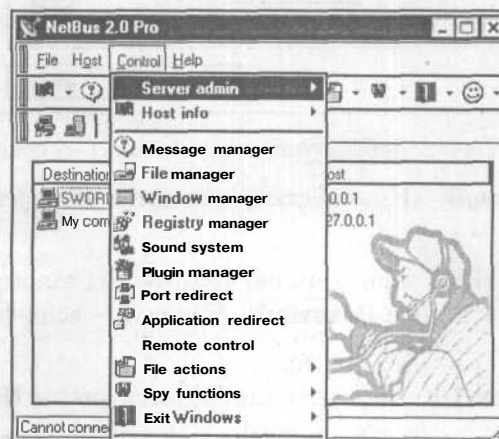 NetBus 2.0 Pro
File Host Control Help
Server admin
Host info
Message manager
File manager
Window manager
Registry manager
Sound system
Plugin manager
Port redirect
Application redirect
Remote control
File actions
Spy functions
Exit Windows
Destination ost
SWORD 0.0.1
My com 27.0.0.1
Cannot conne